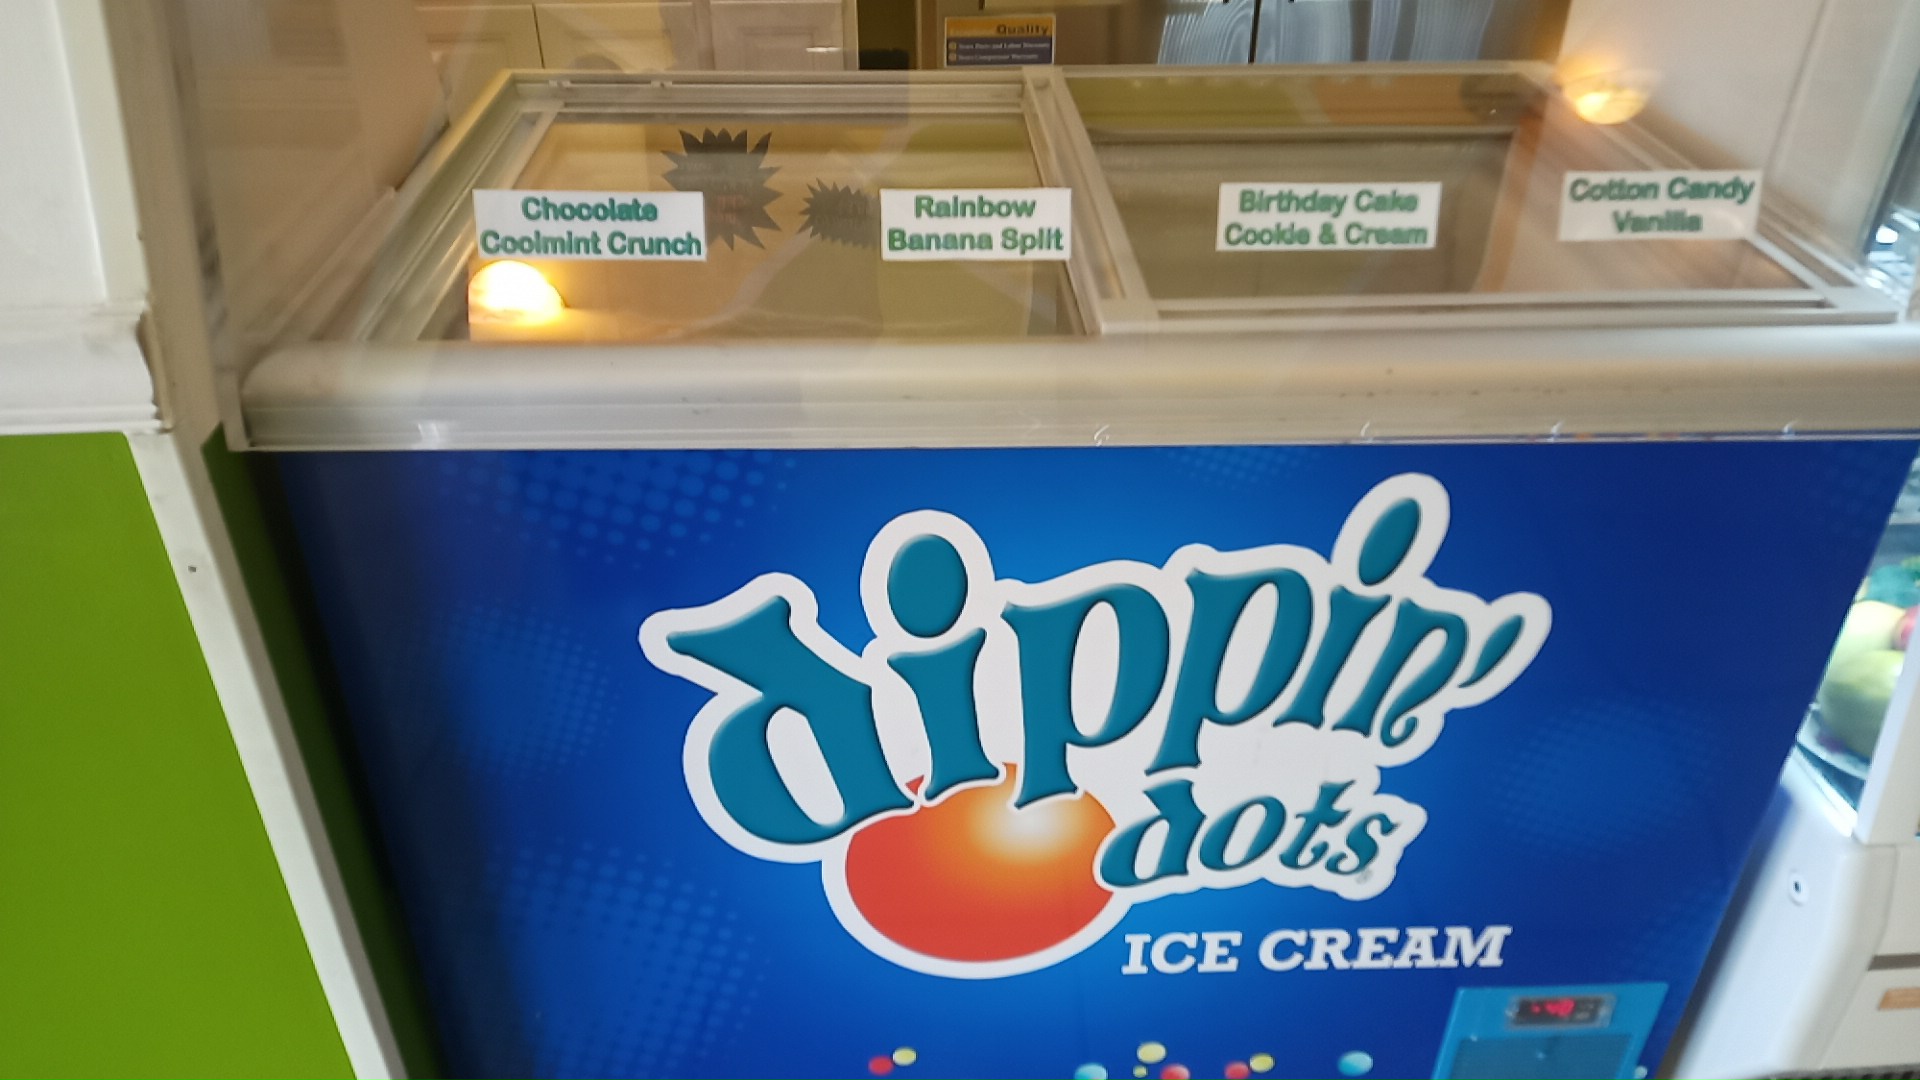 Quality
Chocolate
Coolmint Crunch
Rainbow
Banana Split
Birthday Cake
Cookie & Cream
Cotton Candy
Vanilla
dippin'
dots
ICE CREAM